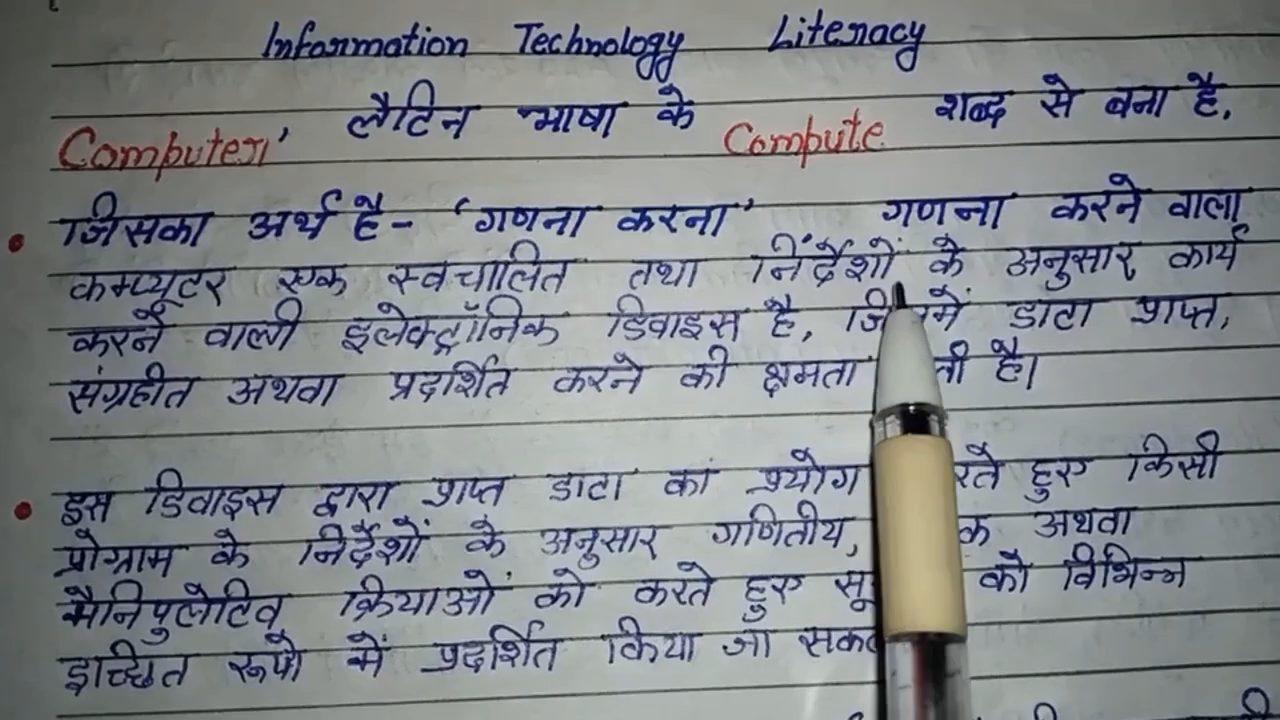 Information Technology Literacy
Computer, लैटिन भाषा के Compute शब्द से बना है,
जिसका अर्थ है- 'गणना करना' गणना करने वाला
कम्प्यूटर एक स्वचालित तथा निर्देशों के अनुसार कार्य
करने वाली इलेक्ट्रॉनिक डिवाइस है, डाटा प्राप्त,
संग्रहीत अथवा प्रदर्शित करने की क्षमता है।
इस डिवाइस द्वारा प्राप्त डाटा का प्रयोग हुए किसी
प्रोग्राम के निर्देशों के अनुसार गणितीय, अथवा
मैनिपुलेटिव क्रियाओं को करते हुए को विभिन्न
इच्छित रूपों में प्रदर्शित किया जा